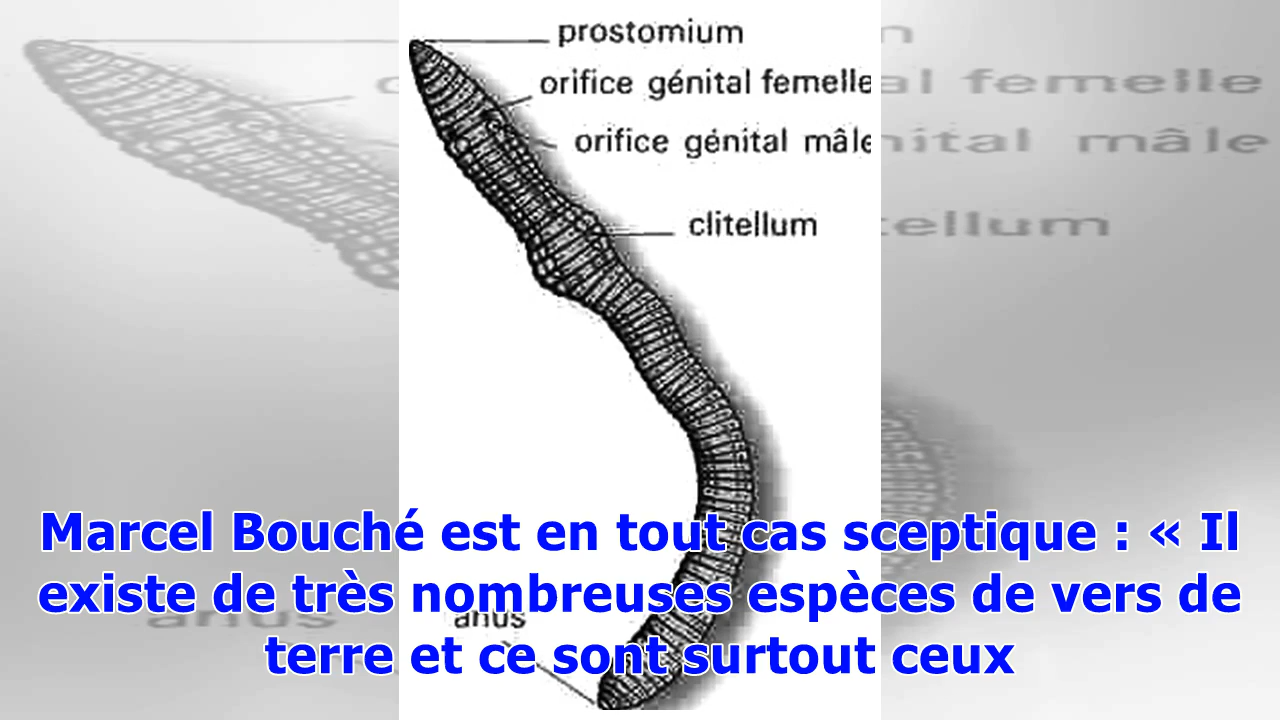 prostomium
orifice génital femelle
orifice génital mâle
clitellum
Marcel Bouché est en tout cas sceptique : « Il
existe de très nombreuses espèces de vers de
anus
terre et ce sont surtout ceux